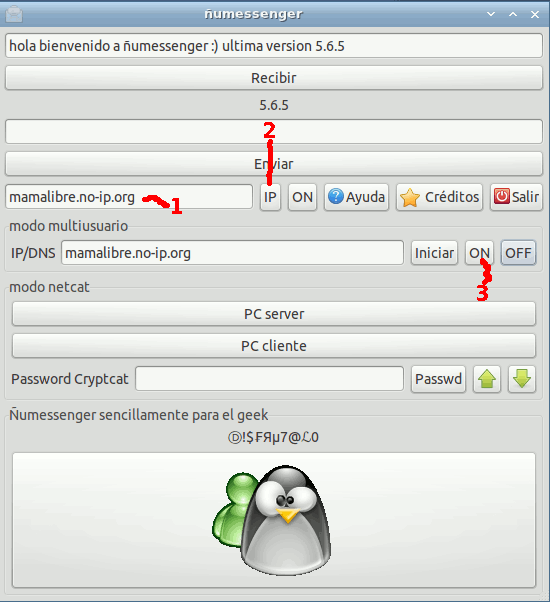 ñumessenger
hola bienvenido a ñumessenger :) ultima version 5.6.5
Recibir
5.6.5
2
Enviar
mamalibre.no-ip.org 1 IP ON Ayuda Créditos Salir
modo multiusuario
IP/DNS mamalibre.no-ip.org Iniciar ON OFF
3
modo netcat
PC server
PC cliente
Password Cryptcat Passwd
Ñumessenger sencillamente para el geek
Ⓓ!$FЯµ7@ℒ0